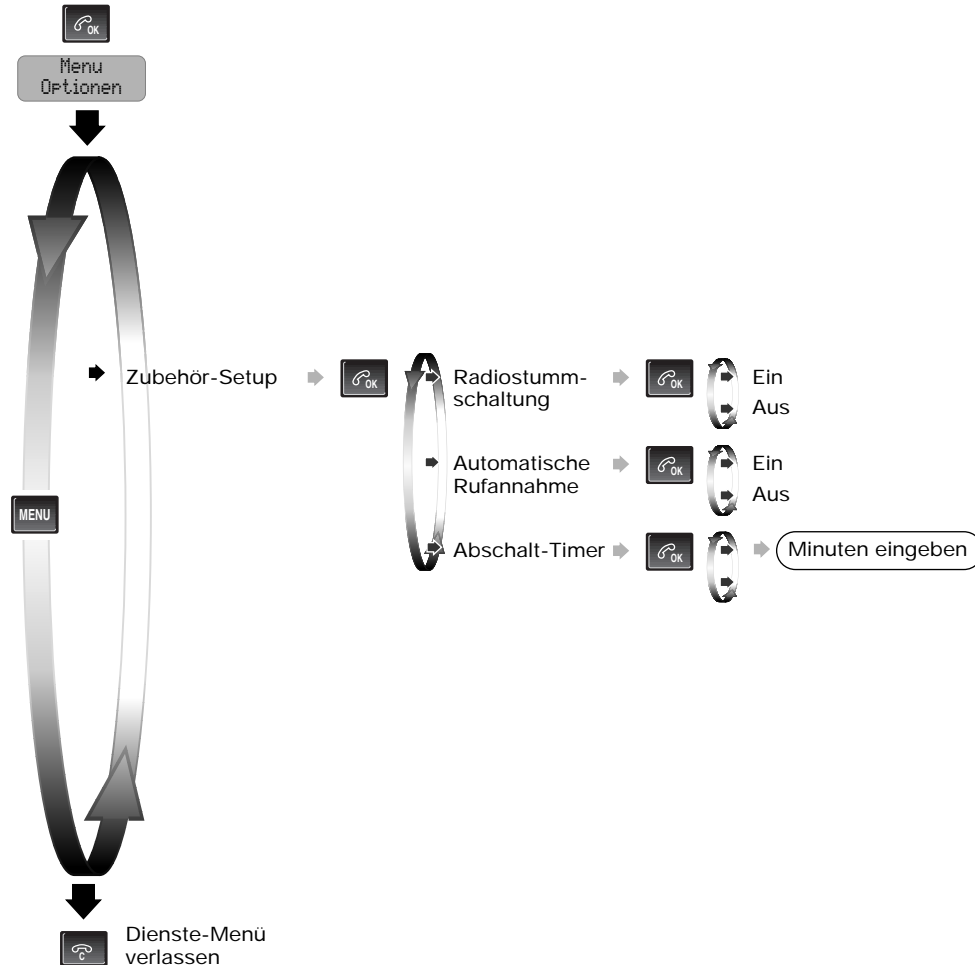 OK
Menu
Optionen
Zubehör-Setup
OK
Radiostumm-
schaltung
OK
Ein
Aus
Automatische
Rufannahme
OK
Ein
Aus
MENU
Abschalt-Timer
OK
Minuten eingeben
C
Dienste-Menü
verlassen